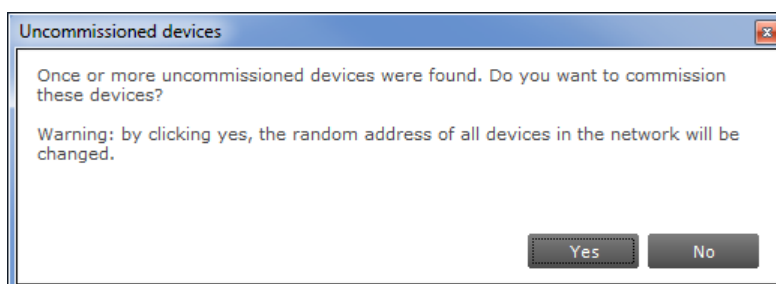 Uncommissioned devices
Once or more uncommissioned devices were found. Do you want to commission
these devices?
Warning: by clicking yes, the random address of all devices in the network will be
changed.
Yes No